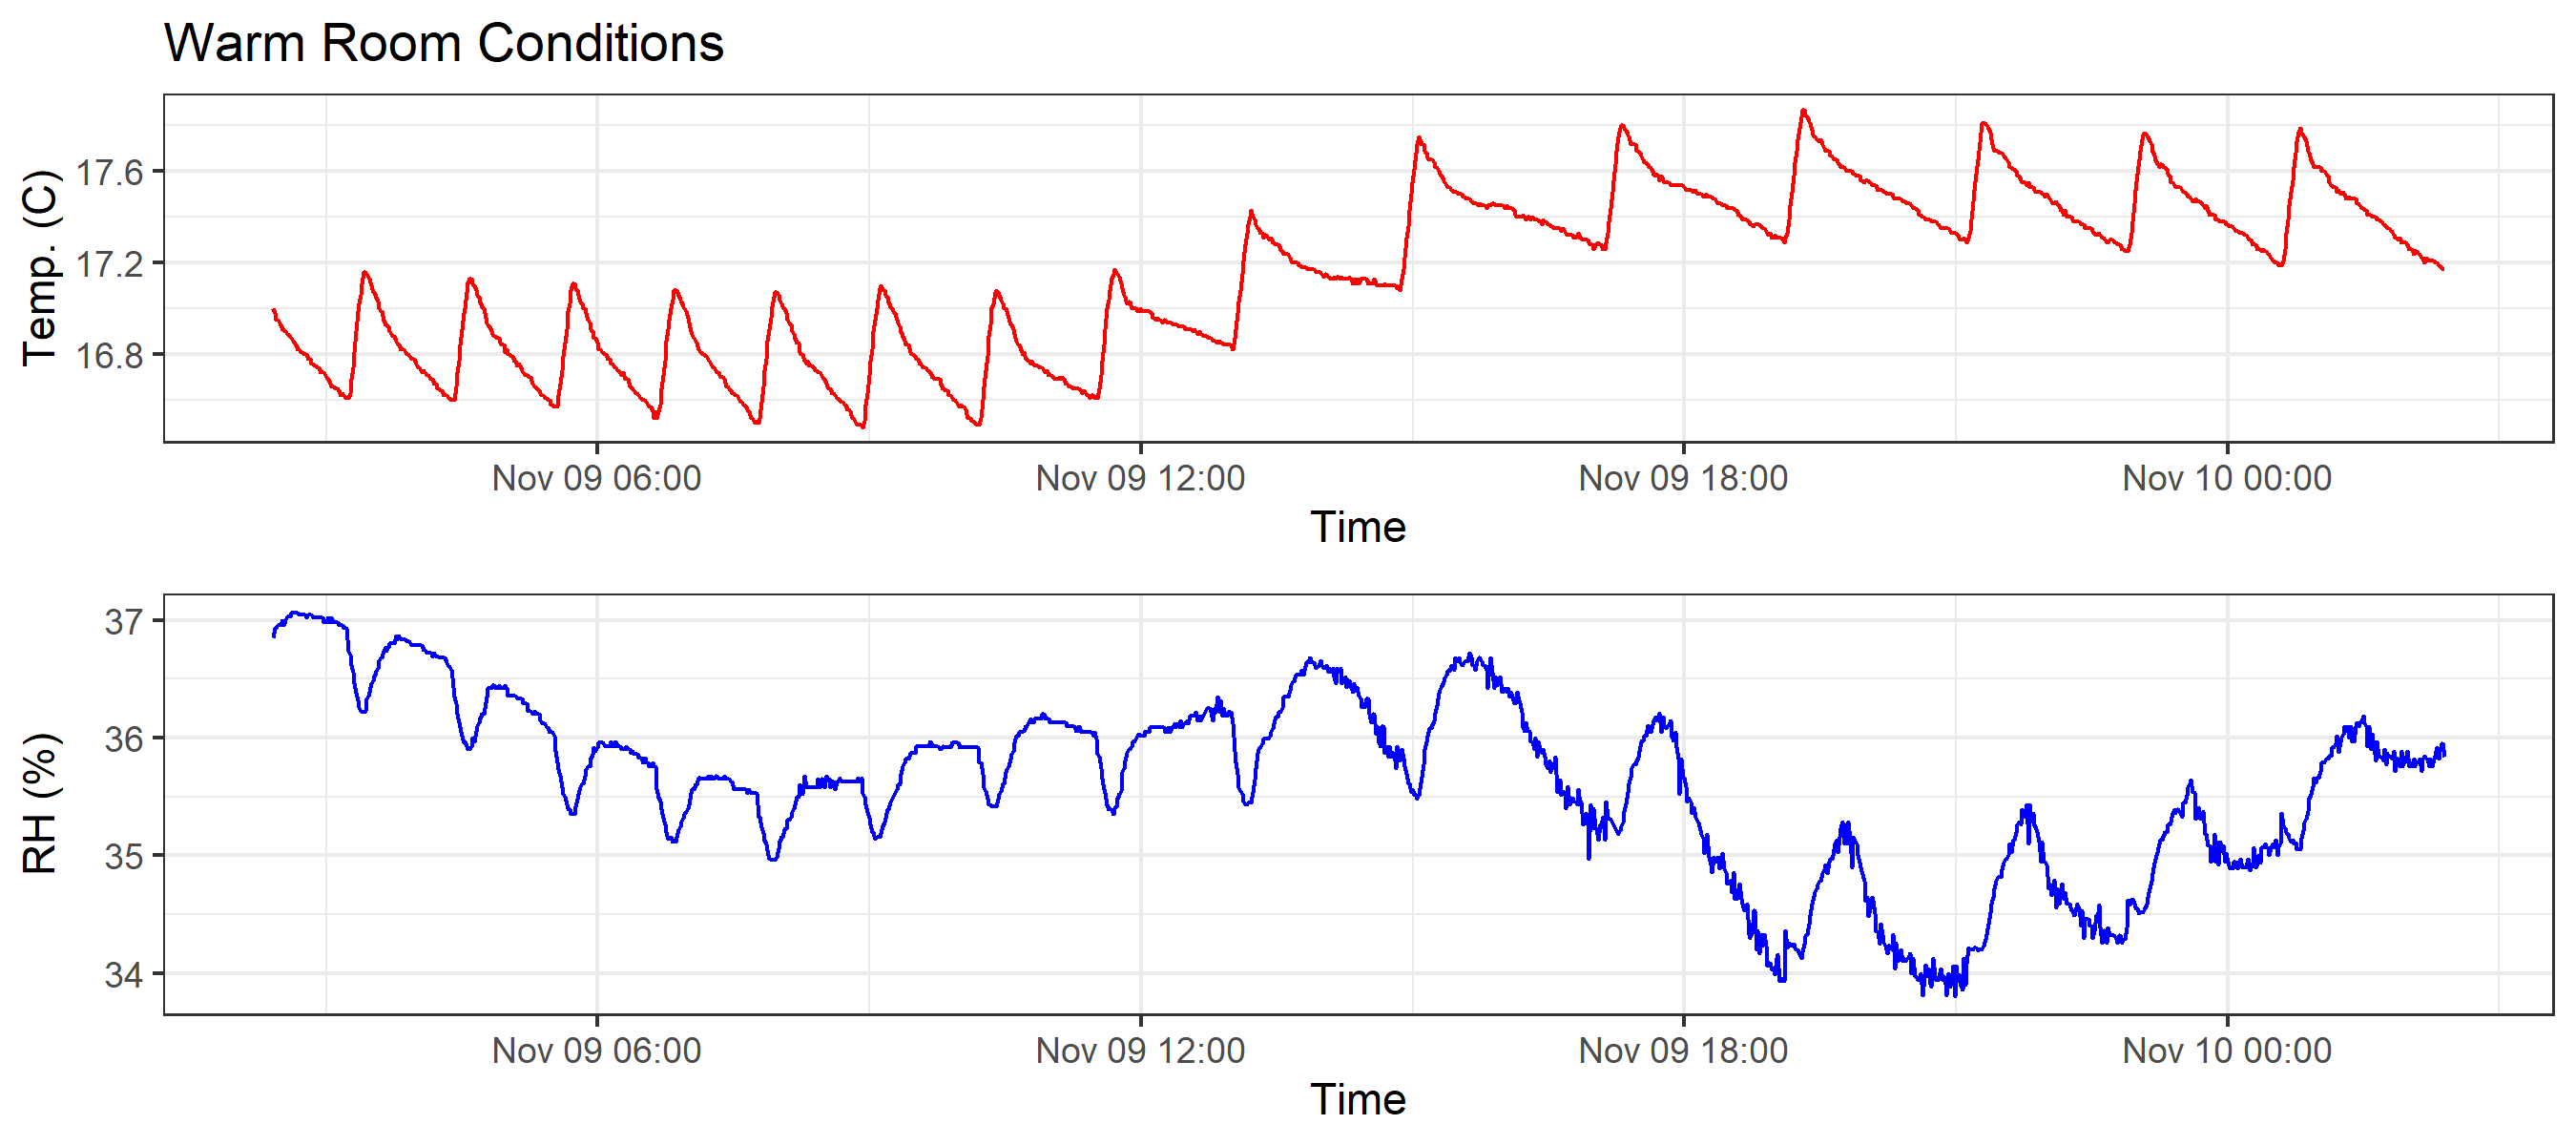 Warm Room Conditions
Temp. (C)
17.6
17.2
16.8
Nov 09 06:00 Nov 09 12:00 Nov 09 18:00 Nov 10 00:00
Time
RH (%)
37
36
35
34
Nov 09 06:00 Nov 09 12:00 Nov 09 18:00 Nov 10 00:00
Time